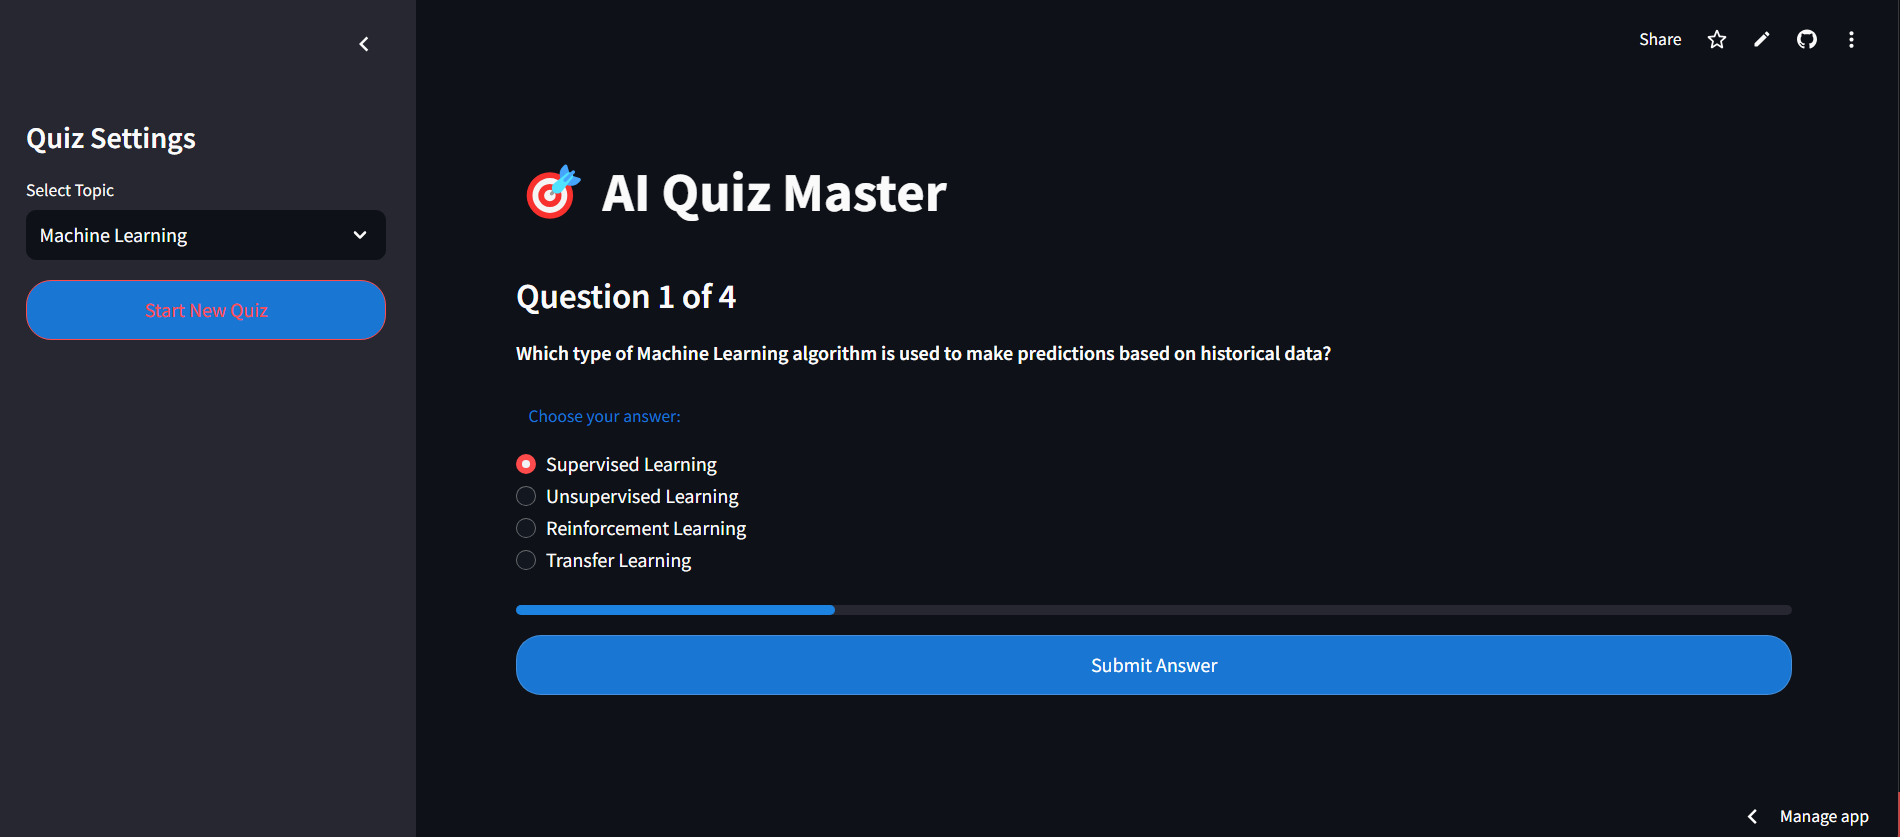 Share
Quiz Settings
Select Topic
Machine Learning
Start New Quiz
AI Quiz Master
Question 1 of 4
Which type of Machine Learning algorithm is used to make predictions based on historical data?
Choose your answer:
Supervised Learning
Unsupervised Learning
Reinforcement Learning
Transfer Learning
Submit Answer
Manage app